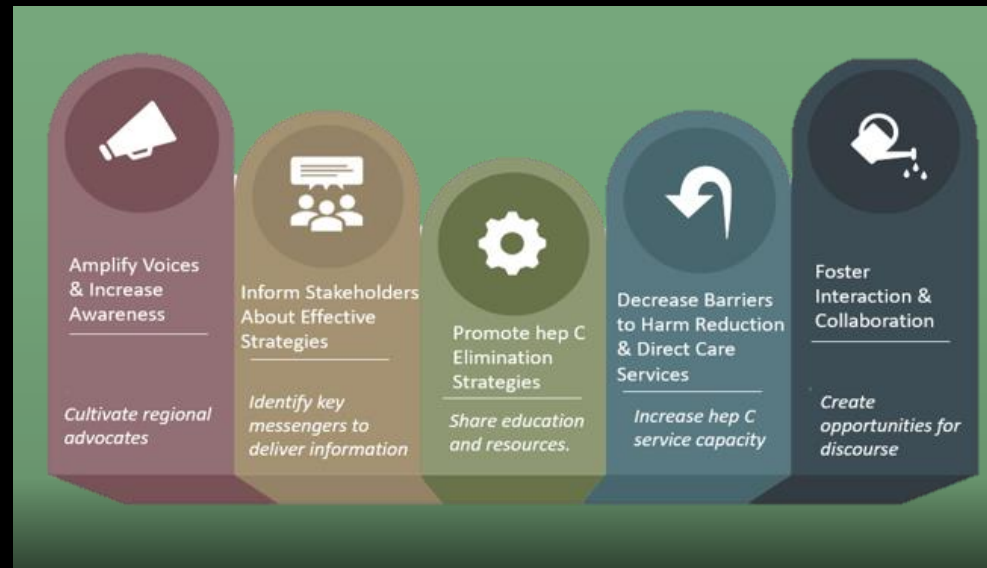 Amplify Voices
& Increase
Awareness
Cultivate regional
advocates
Inform Stakeholders
About Effective
Strategies
Identify key
messengers to
deliver information
Promote hep C
Elimination
Strategies
Share education
and resources.
Decrease Barriers
to Harm Reduction
& Direct Care
Services
Increase hep C
service capacity
Foster
Interaction &
Collaboration
Create
opportunities for
discourse